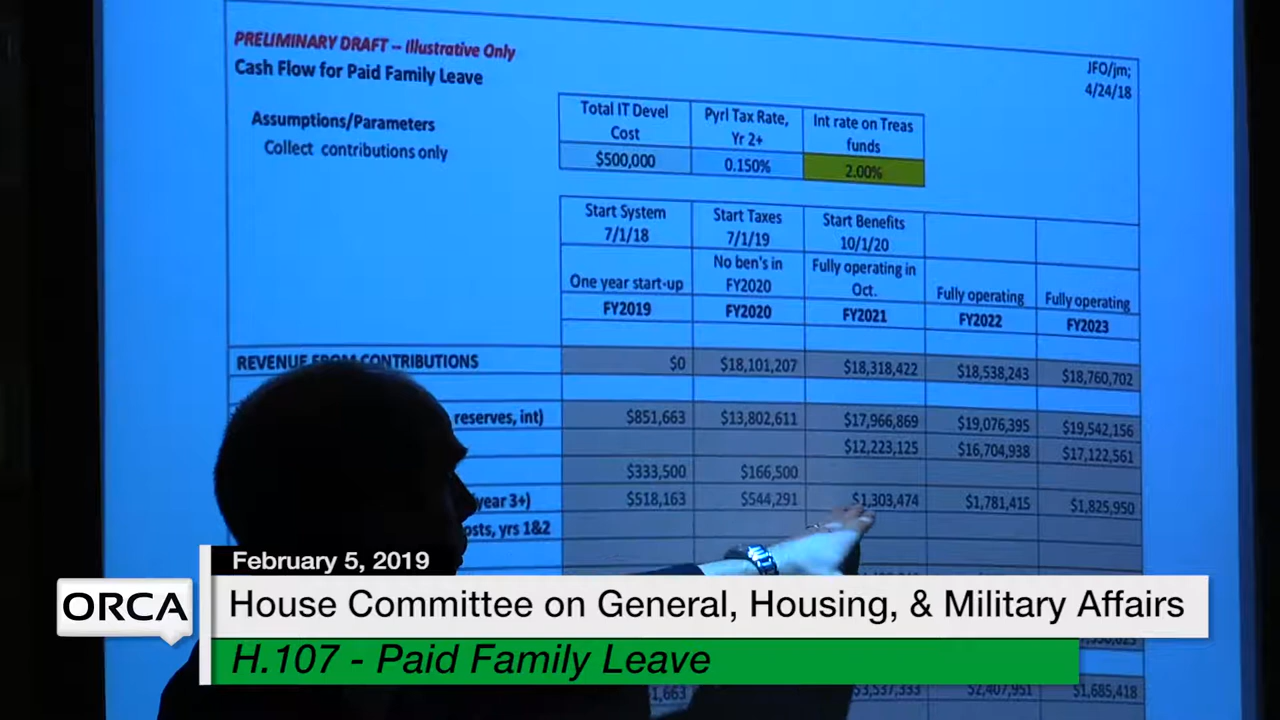 PRELIMINARY DRAFT -- Illustrative Only
JFO/jm;
Cash Flow for Paid Family Leave
4/24/18
Assumptions/Parameters
Collect contributions only
Total IT Devel Cost
Pyrl Tax Rate, Yr 2+
Int rate on Treas funds
$500,000 0.150% 2.00%
Start System Start Taxes Start Benefits
7/1/18 7/1/19 10/1/20
One year start-up
No ben's in FY2020
Fully operating in Oct.
Fully operating
Fully operating
FY2019 FY2020 FY2021 FY2022 FY2023
REVENUE FROM CONTRIBUTIONS $0 $18,101,207 $18,318,422 $18,538,243 $18,760,702
reserves, int) $851,663 $13,802,611 $17,966,869 $19,076,395 $19,542,156
$12,223,125 $16,704,938 $17,122,561
$333,500 $166,500
year 3+) $518,163 $544,291 $1,303,474 $1,781,415 $1,825,950
osts, yrs 1&2
February 5, 2019
ORCA
House Committee on General, Housing, & Military Affairs
H.107 - Paid Family Leave
1,663 $3,537,333 $2,407,951 $1,685,418